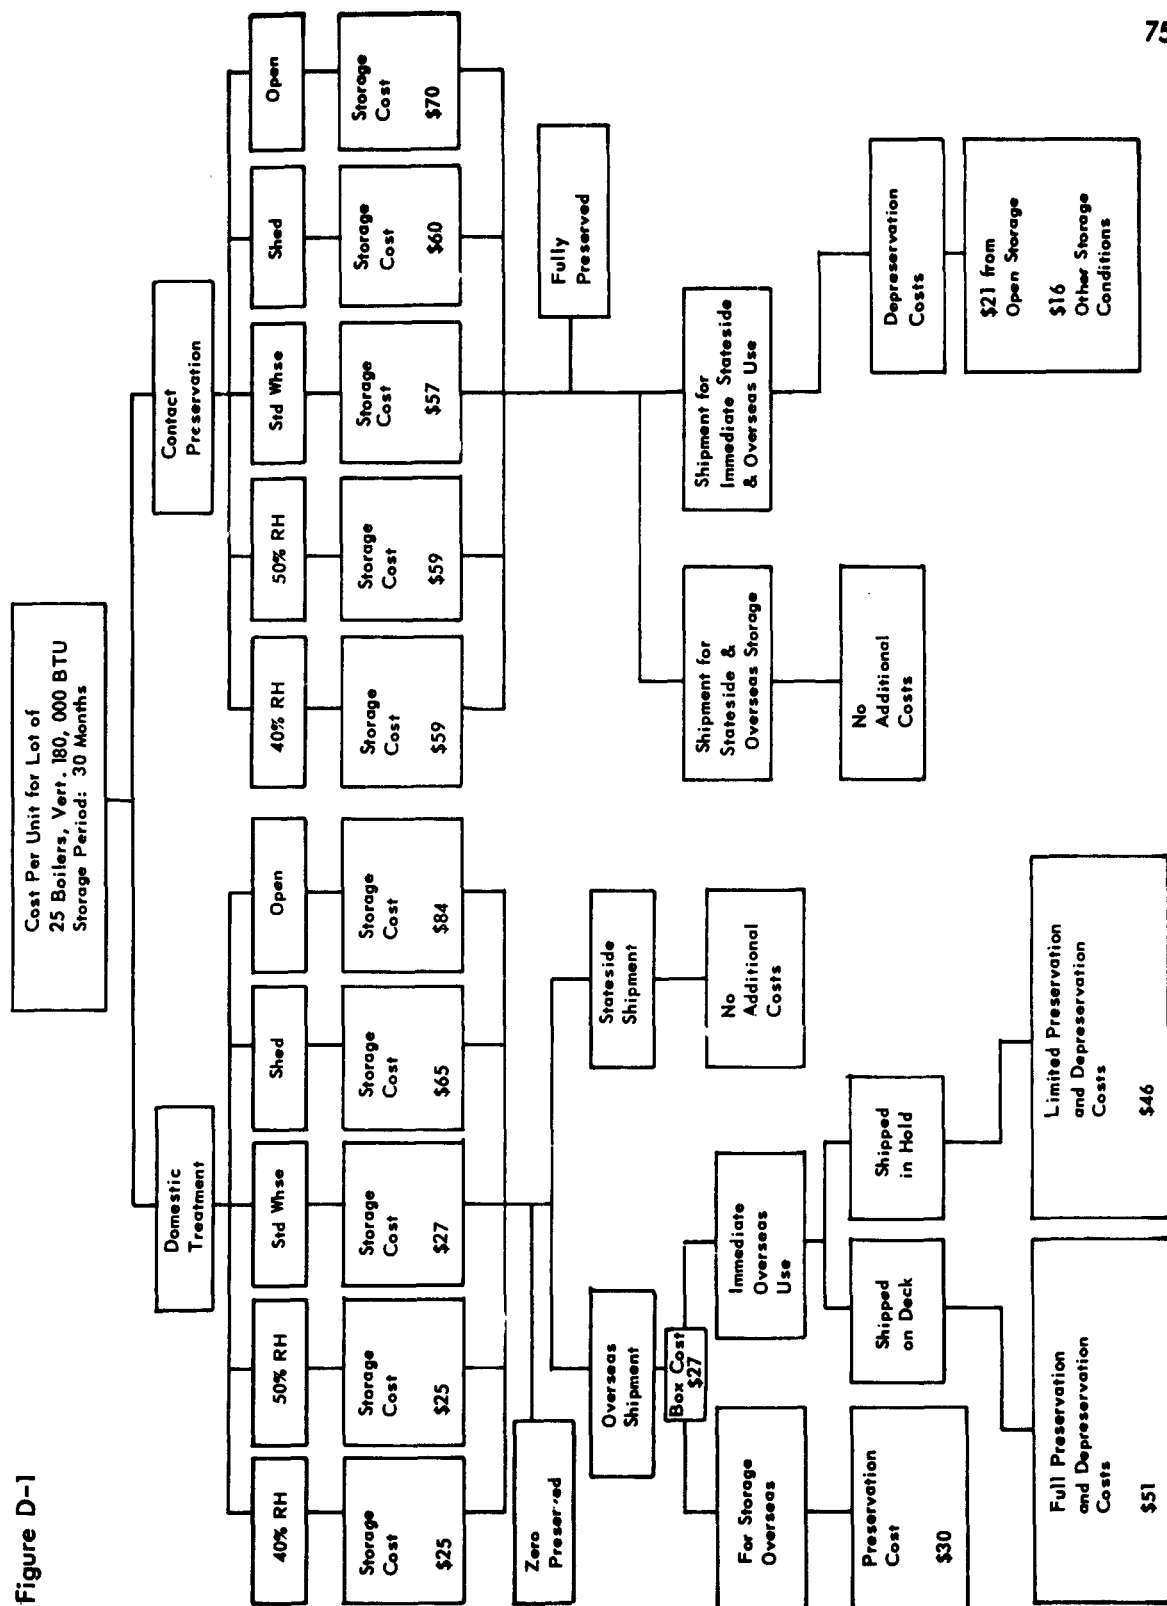 75
Figure D-1
Cost Per Unit for Lot of
25 Boilers, Vert. 180, 000 BTU
Storage Period: 30 Months
Domestic
Treatment
Contact
Preservation
40% RH
50% RH
Std Whse
Shed
Open
40% RH
50% RH
Std Whse
Shed
Open
Storage
Cost
$25
Storage
Cost
$25
Storage
Cost
$27
Storage
Cost
$65
Storage
Cost
$84
Storage
Cost
$59
Storage
Cost
$59
Storage
Cost
$57
Storage
Cost
$60
Storage
Cost
$70
Zero
Preserved
Fully
Preserved
Overseas
Shipment
Stateside
Shipment
Box Cost
$27
No
Additional
Costs
For Storage
Overseas
Immediate
Overseas
Use
Preservation
Cost
$30
Shipped
on Deck
Shipped
in Hold
Full Preservation
and Depreservation
Costs
$51
Limited Preservation
and Depreservation
Costs
$46
Shipment for
Stateside &
Overseas Storage
Shipment for
Immediate Stateside
& Overseas Use
No
Additional
Costs
Depreservation
Costs
$21 from
Open Storage
$16
Other Storage
Conditions